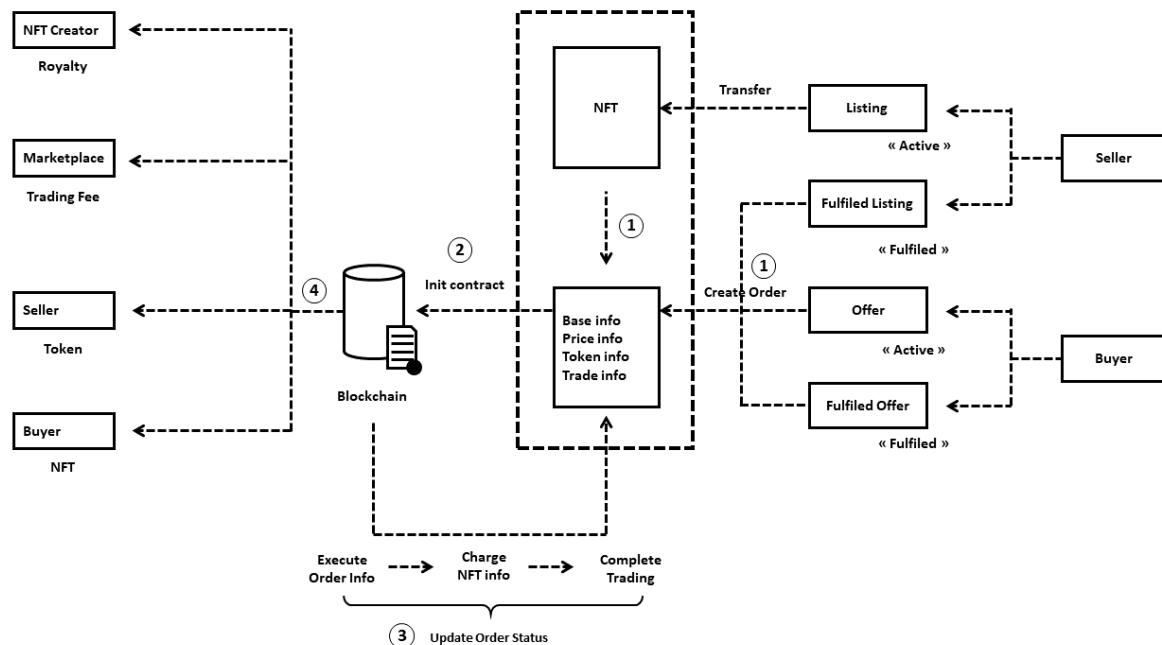 NFT Creator
Royalty
Marketplace
Trading Fee
Seller
Token
Buyer
NFT
4
Blockchain
2
Init contract
NFT
1
Base info
Price info
Token info
Trade info
Transfer
1
Create Order
Listing
« Active »
Fulfiled Listing
« Fulfiled »
Offer
« Active »
Fulfiled Offer
« Fulfiled »
Seller
Buyer
Execute
Order Info
Charge
NFT info
Complete
Trading
3
Update Order Status